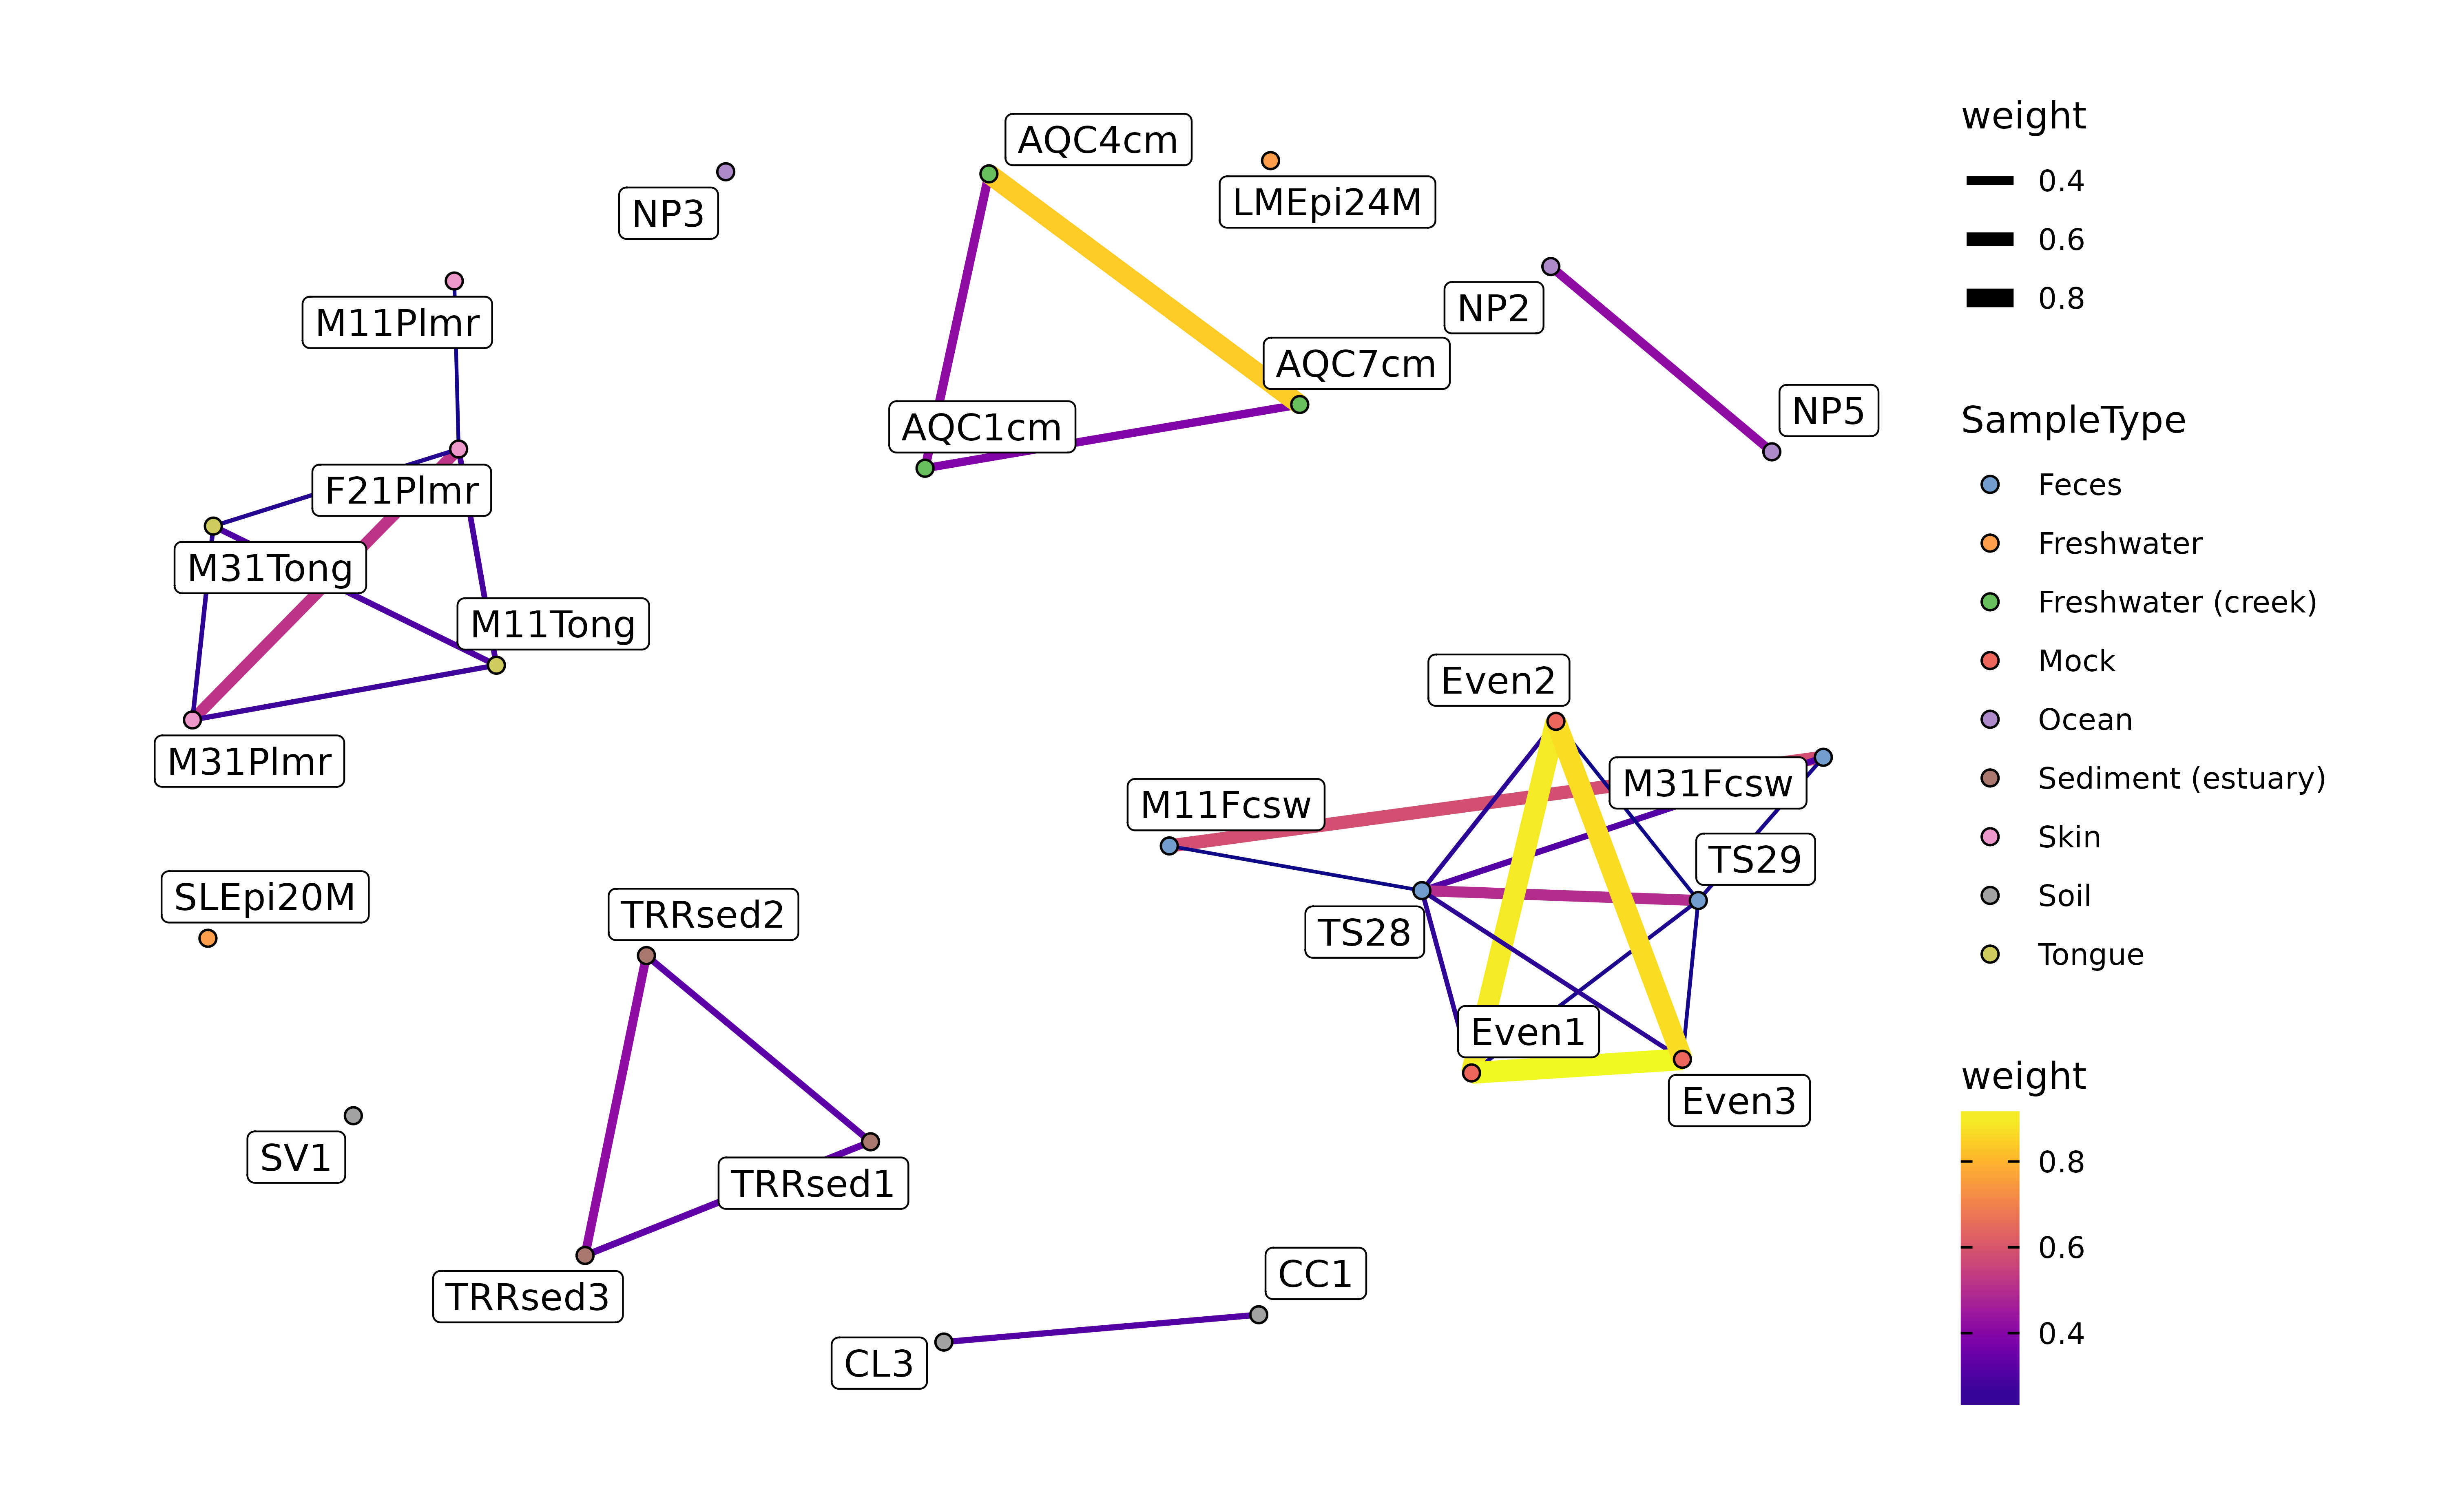 AQC4cm
LMEpi24M
NP3
NP2
M11Plmr
AQC7cm
NP5
AQC1cm
F21Plmr
M31Tong
M11Tong
M31Plmr
Even2
M31Fcsw
M11Fcsw
TS29
SLEpi20M
TRRsed2
TS28
Even1
Even3
SV1
TRRsed1
TRRsed3
CC1
CL3
weight
0.4
0.6
0.8
SampleType
Feces
Freshwater
Freshwater (creek)
Mock
Ocean
Sediment (estuary)
Skin
Soil
Tongue
weight
0.8
0.6
0.4